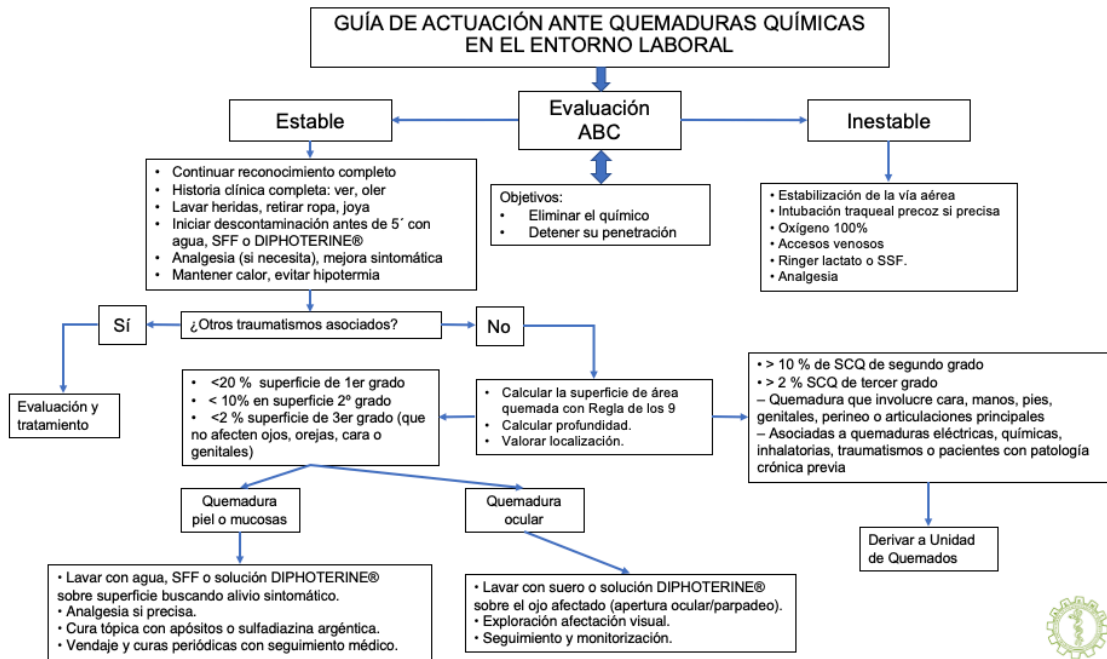 GUÍA DE ACTUACIÓN ANTE QUEMADURAS QUÍMICAS
EN EL ENTORNO LABORAL
Evaluación
ABC
Estable
Inestable
• Continuar reconocimiento completo
• Historia clínica completa: ver, oler
• Lavar heridas, retirar ropa, joya
• Iniciar descontaminación antes de 5´ con
agua, SFF o DIPHOTERINE®
• Analgesia (si necesita), mejora sintomática
• Mantener calor, evitar hipotermia
Objetivos:
• Eliminar el químico
• Detener su penetración
• Estabilización de la vía aérea
• Intubación traqueal precoz si precisa
• Oxígeno 100%
• Accesos venosos
• Ringer lactato o SSF.
• Analgesia
Sí
¿Otros traumatismos asociados?
No
Evaluación y
tratamiento
• <20 % superficie de 1er grado
• < 10% en superficie 2º grado
• <2 % superficie de 3er grado (que
no afecten ojos, orejas, cara o
genitales)
• Calcular la superficie de área
quemada con Regla de los 9
• Calcular profundidad.
• Valorar localización.
• > 10 % de SCQ de segundo grado
• > 2 % SCQ de tercer grado
– Quemadura que involucre cara, manos, pies,
genitales, perineo o articulaciones principales
– Asociadas a quemaduras eléctricas, químicas,
inhalatorias, traumatismos o pacientes con patología
crónica previa
Quemadura
piel o mucosas
Quemadura
ocular
Derivar a Unidad
de Quemados
• Lavar con agua, SFF o solución DIPHOTERINE®
sobre superficie buscando alivio sintomático.
• Analgesia si precisa.
• Cura tópica con apósitos o sulfadiazina argéntica.
• Vendaje y curas periódicas con seguimiento médico.
• Lavar con suero o solución DIPHOTERINE®
sobre el ojo afectado (apertura ocular/parpadeo).
• Exploración afectación visual.
• Seguimiento y monitorización.